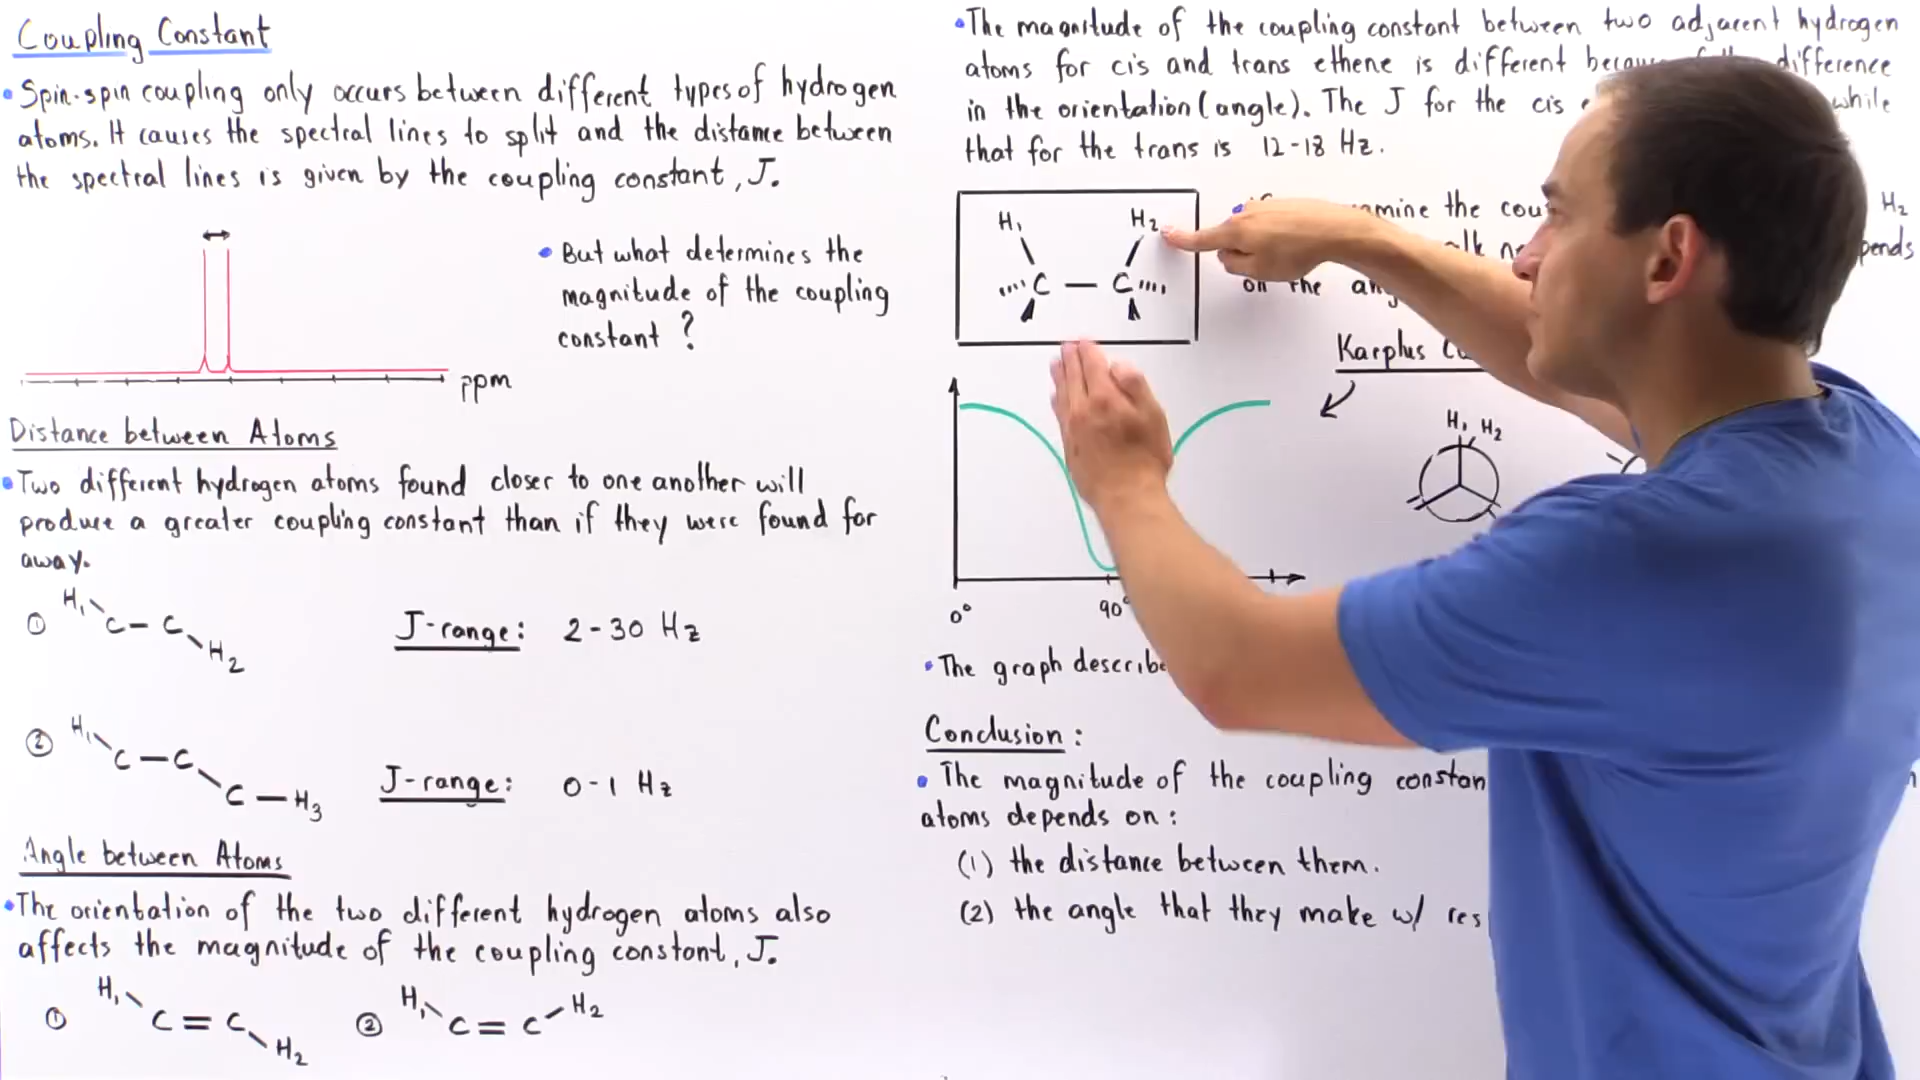 Coupling Constant
• Spin-spin coupling only occurs between different types of hydrogen
atoms. It causes the spectral lines to split and the distance between
the spectral lines is given by the coupling constant, J.
• But what determines the
magnitude of the coupling
constant ?
ppm
Distance between Atoms
• Two different hydrogen atoms found closer to one another will
produce a greater coupling constant than if they were found far
away.
① H₁ C – C H₂
J-range: 2-30 Hz
② H₁ C – C C – H₃
J-range: 0-1 Hz
Angle between Atoms
• The orientation of the two different hydrogen atoms also
affects the magnitude of the coupling constant, J.
① H₁ C = C H₂
② H₁ C = C H₂
• The magnitude of the coupling constant between two adjacent hydrogen
atoms for cis and trans ethene is different difference
in the orientation (angle). The J for the cis while
that for the trans is 12-18 Hz.
H₁ H₂
C – C
the H₂
on the
Karplus
H₁ H₂
0° 90°
• The graph
Conclusion:
• The magnitude of the coupling
atoms depends on:
(1) the distance between them.
(2) the angle that they make w/